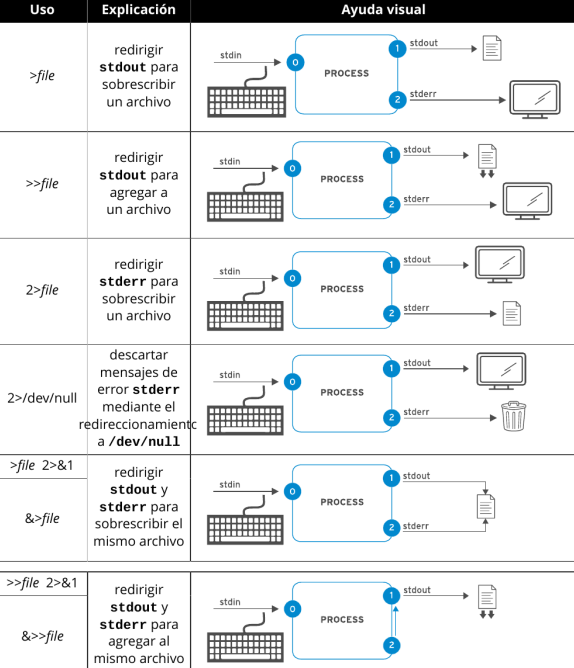 Uso Explicación Ayuda visual
>file
redirigir
stdout para
sobrescribir
un archivo
stdin
0
PROCESS
1
stdout
2
stderr
>>file
redirigir
stdout para
agregar a
un archivo
stdin
0
PROCESS
1
stdout
2
stderr
2>file
redirigir
stderr para
sobrescribir
un archivo
stdin
0
PROCESS
1
stdout
2
stderr
2>/dev/null
descartar
mensajes de
error stderr
mediante el
redireccionamiento
a /dev/null
stdin
0
PROCESS
1
stdout
2
stderr
>file 2>&1
&>file
redirigir
stdout y
stderr para
sobrescribir el
mismo archivo
stdin
0
PROCESS
1
stdout
2
stderr
>>file 2>&1
&>>file
redirigir
stdout y
stderr para
agregar al
mismo archivo
stdin
0
PROCESS
1
stdout
2